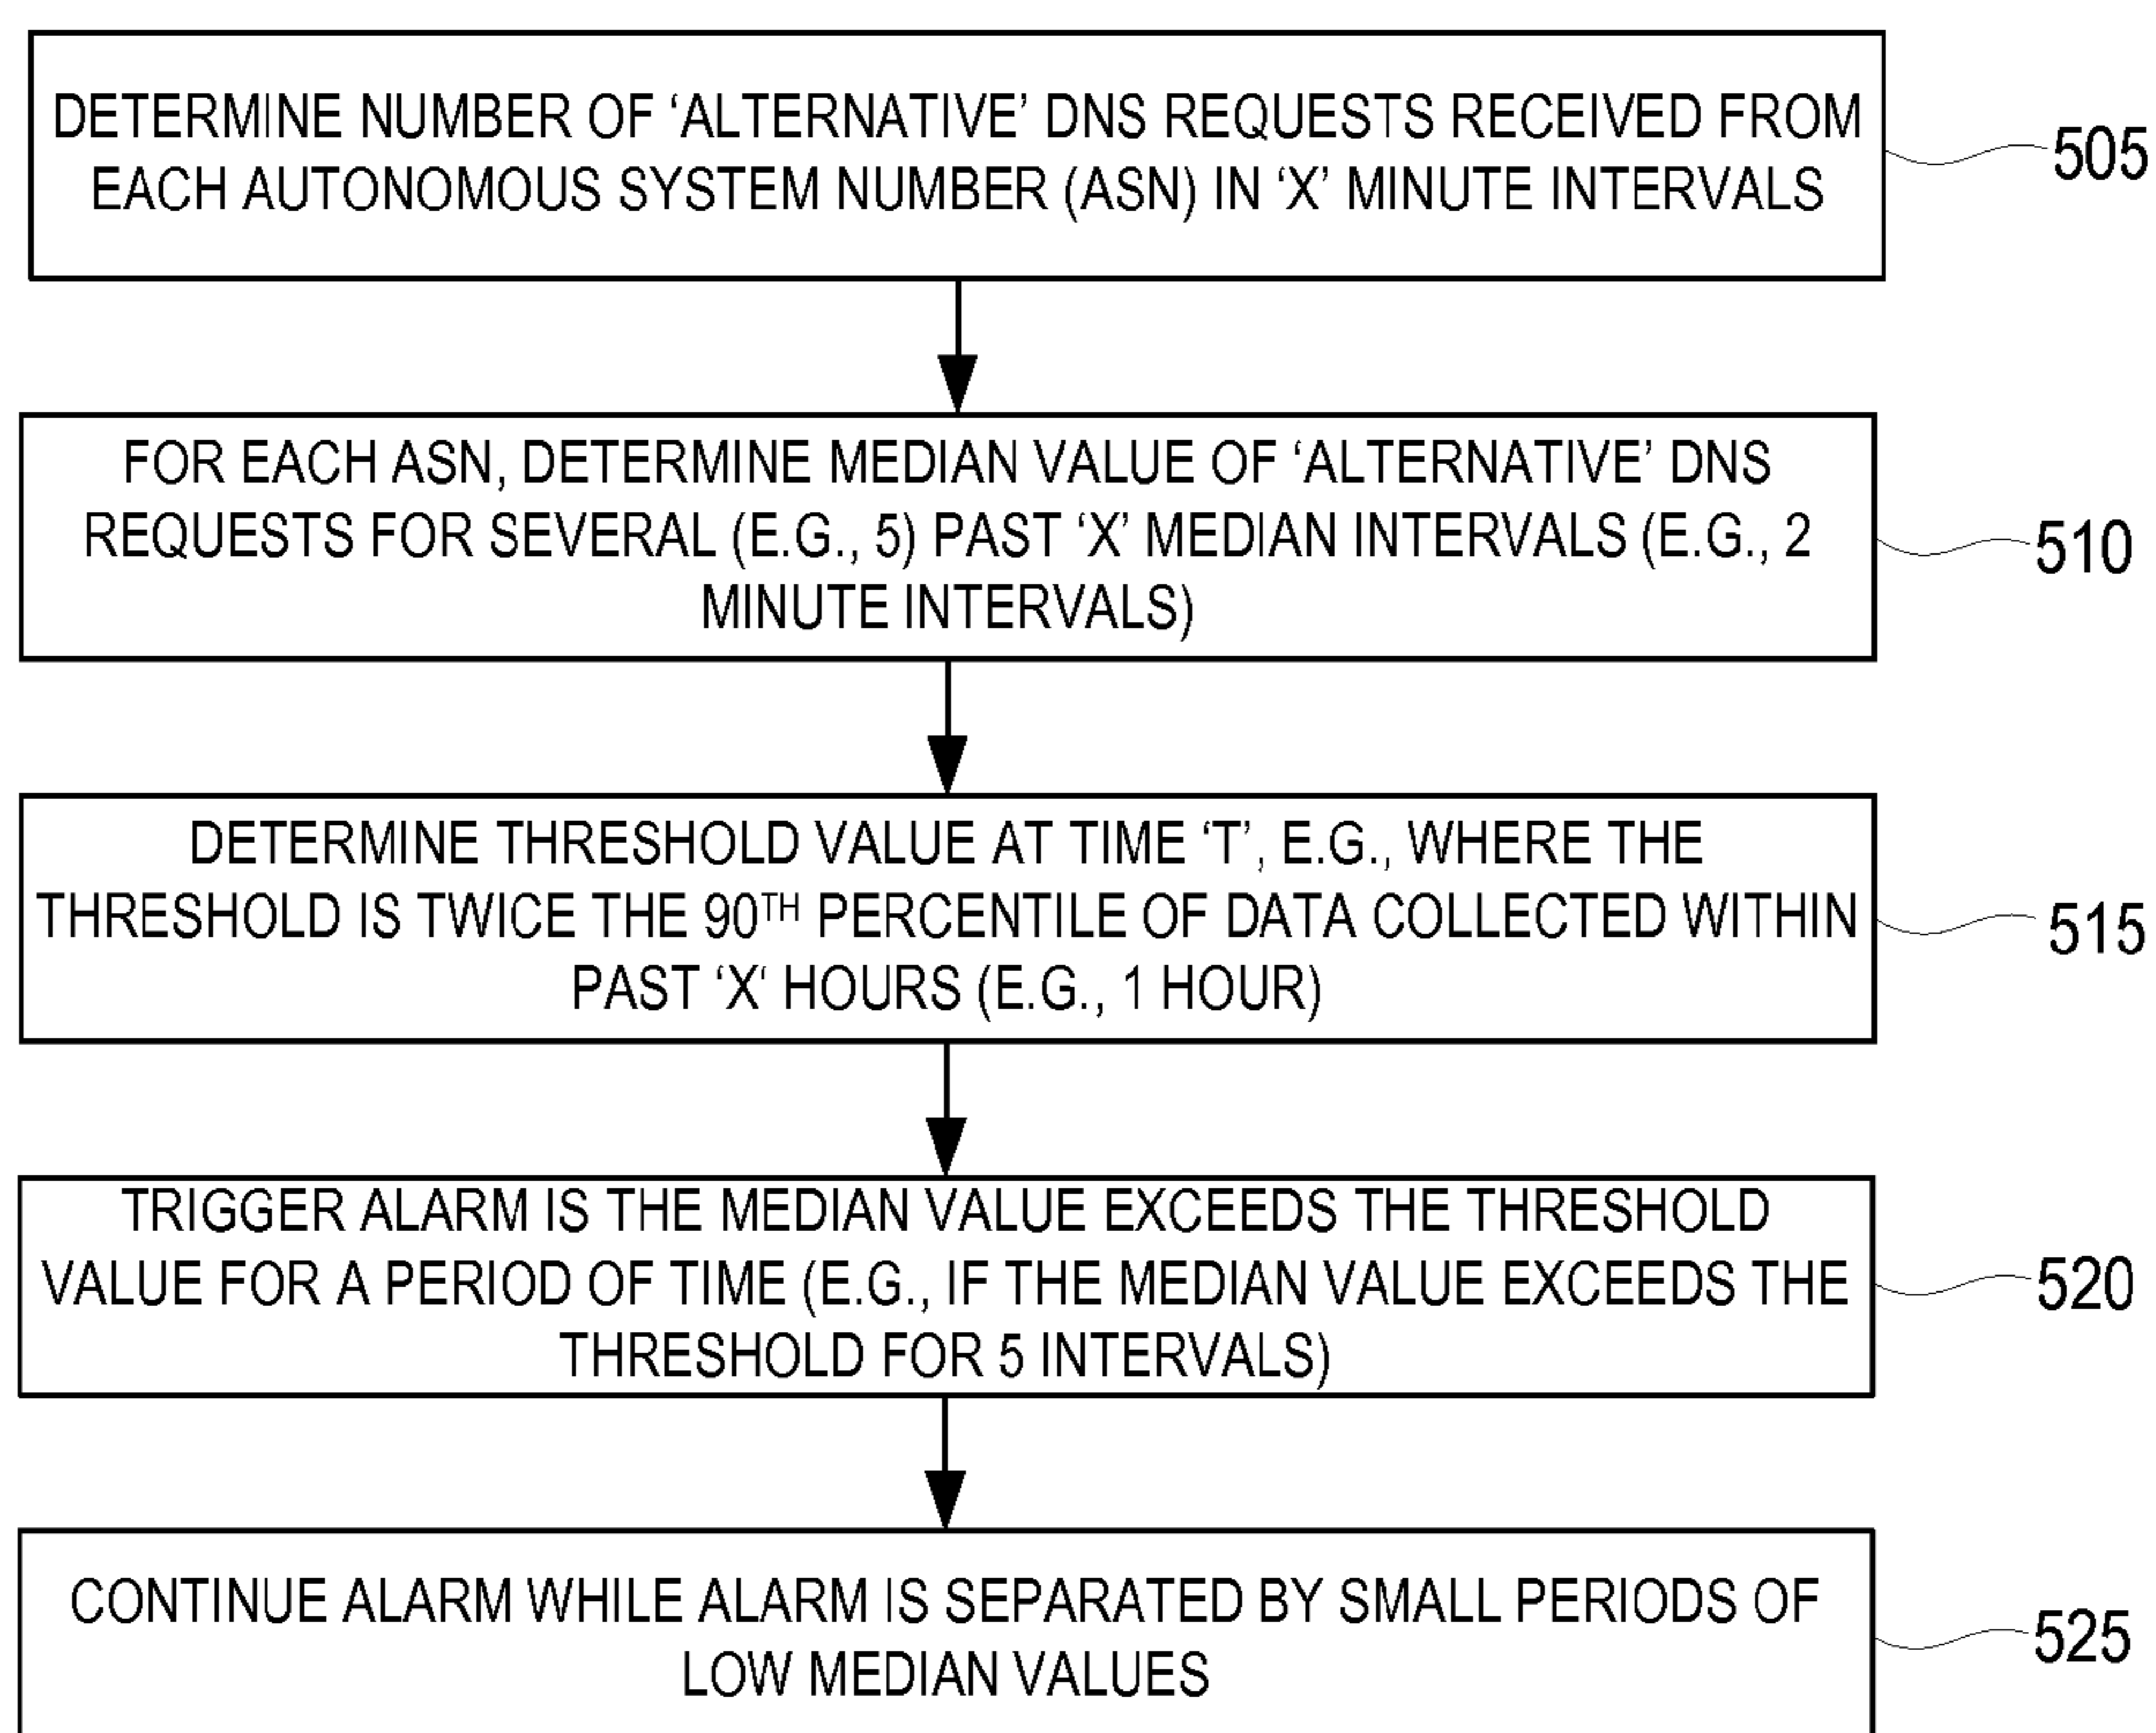 DETERMINE NUMBER OF ‘ALTERNATIVE’ DNS REQUESTS RECEIVED FROM
EACH AUTONOMOUS SYSTEM NUMBER (ASN) IN ‘X’ MINUTE INTERVALS
505
FOR EACH ASN, DETERMINE MEDIAN VALUE OF ‘ALTERNATIVE’ DNS
REQUESTS FOR SEVERAL (E.G., 5) PAST ‘X’ MEDIAN INTERVALS (E.G., 2
MINUTE INTERVALS)
510
DETERMINE THRESHOLD VALUE AT TIME ‘T’, E.G., WHERE THE
THRESHOLD IS TWICE THE 90TH PERCENTILE OF DATA COLLECTED WITHIN
PAST ‘X‘ HOURS (E.G., 1 HOUR)
515
TRIGGER ALARM IS THE MEDIAN VALUE EXCEEDS THE THRESHOLD
VALUE FOR A PERIOD OF TIME (E.G., IF THE MEDIAN VALUE EXCEEDS THE
THRESHOLD FOR 5 INTERVALS)
520
CONTINUE ALARM WHILE ALARM IS SEPARATED BY SMALL PERIODS OF
LOW MEDIAN VALUES
525